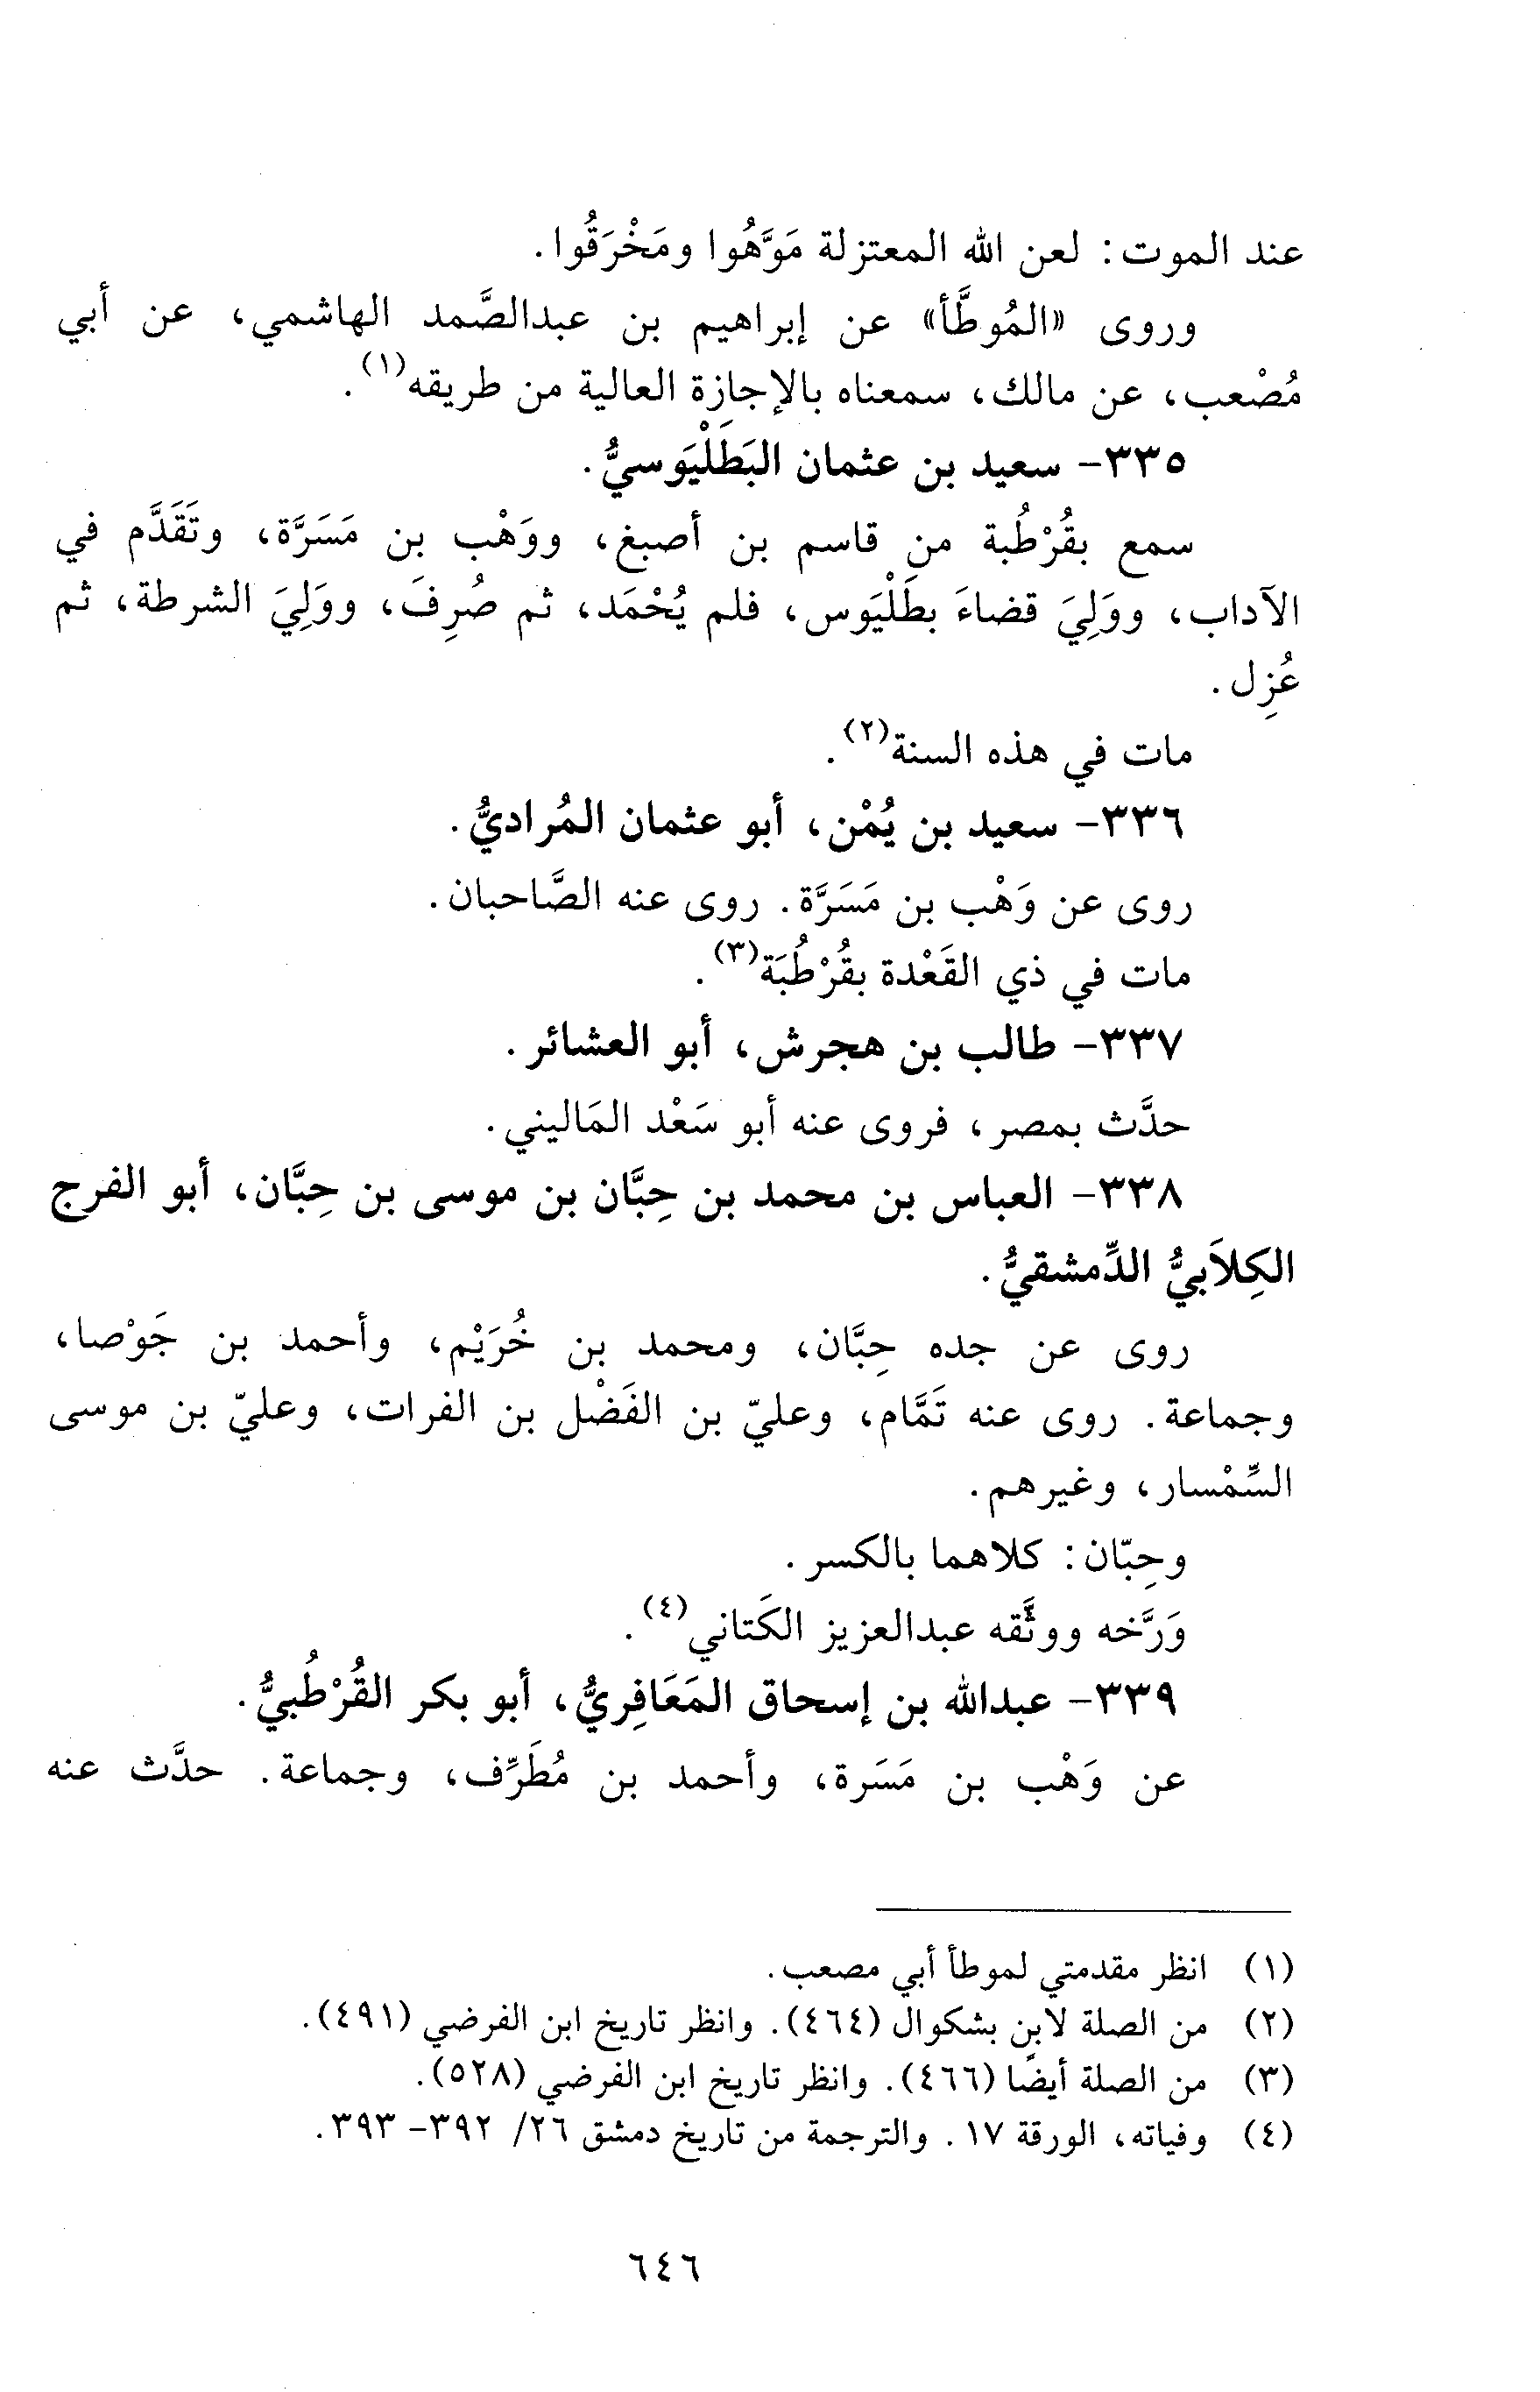 عند الموت: لعن الله المعتزلة مَوَّهُوا ومَخْرَقُوا.
وروى «المُوطَّأ» عن إبراهيم بن عبدالصَّمد الهاشمي، عن أبي
مُصْعب، عن مالك، سمعناه بالإجازة العالية من طريقه(١).
٣٣٥- سعيد بن عثمان البَطَلْيَوسيُّ.
سمع بقُرْطُبة من قاسم بن أصبغ، ووَهْب بن مَسَرَّة، وتَقَدَّم في
الآداب، ووَلِيَ قضاءَ بطَلْيَوس، فلم يُحْمَد، ثم صُرِفَ، ووَلِيَ الشرطة، ثم
عُزِل.
مات في هذه السنة(٢).
٣٣٦- سعيد بن يُمْن، أبو عثمان المُراديُّ.
روى عن وَهْب بن مَسَرَّة. روى عنه الصَّاحبان.
مات في ذي القَعْدة بقُرْطُبَة(٣).
٣٣٧- طالب بن هجرش، أبو العشائر.
حدَّث بمصر، فروى عنه أبو سَعْد المَاليني.
٣٣٨- العباس بن محمد بن حِبَّان بن موسى بن حِبَّان، أبو الفرج
الكِلاَبيُّ الدِّمشقيُّ.
روى عن جده حِبَّان، ومحمد بن خُرَيْم، وأحمد بن جَوْصا،
وجماعة. روى عنه تَمَّام، وعليّ بن الفَضْل بن الفرات، وعليّ بن موسى
السِّمْسار، وغيرهم.
وحِبّان: كلاهما بالكسر.
وَرَّخه ووثَّقه عبدالعزيز الكَتاني(٤).
٣٣٩- عبدالله بن إسحاق المَعَافِريُّ، أبو بكر القُرْطُبيُّ.
عن وَهْب بن مَسَرة، وأحمد بن مُطَرِّف، وجماعة. حدَّث عنه
(١) انظر مقدمتي لموطأ أبي مصعب.
(٢) من الصلة لابن بشكوال (٤٦٤). وانظر تاريخ ابن الفرضي (٤٩١).
(٣) من الصلة أيضًا (٤٦٦). وانظر تاريخ ابن الفرضي (٥٢٨).
(٤) وفياته، الورقة ١٧. والترجمة من تاريخ دمشق ٢٦/ ٣٩٢- ٣٩٣.
٦٤٦